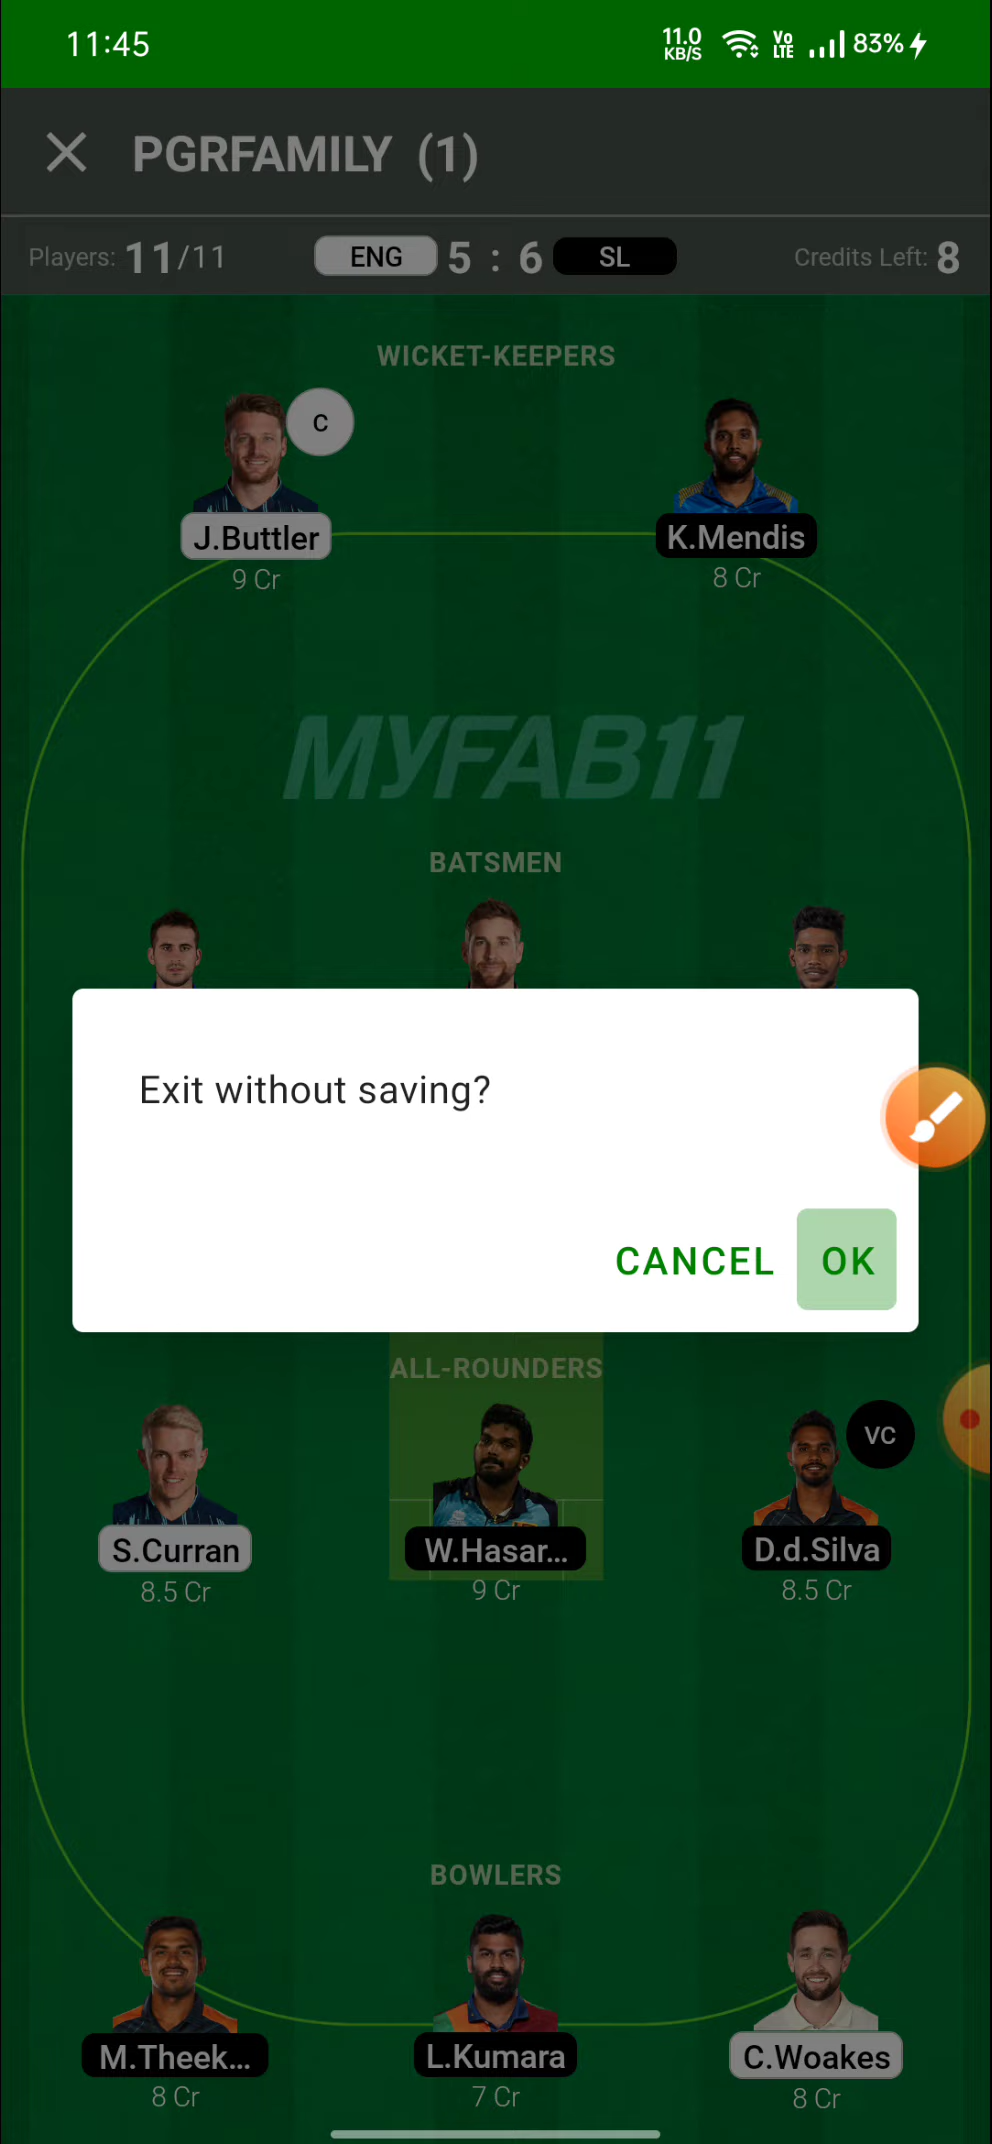 11:45
11.0
KB/S
Vo
LTE
83%
PGRFAMILY (1)
Players: 11/11
ENG 5 : 6 SL
Credits Left: 8
WICKET-KEEPERS
C
J.Buttler
K.Mendis
9 Cr
8 Cr
MYFAB11
BATSMEN
Exit without saving?
CANCEL
OK
ALL-ROUNDERS
VC
S.Curran
W.Hasar...
D.d.Silva
8.5 Cr
9 Cr
8.5 Cr
BOWLERS
M.Theek...
L.Kumara
C.Woakes
8 Cr
7 Cr
8 Cr